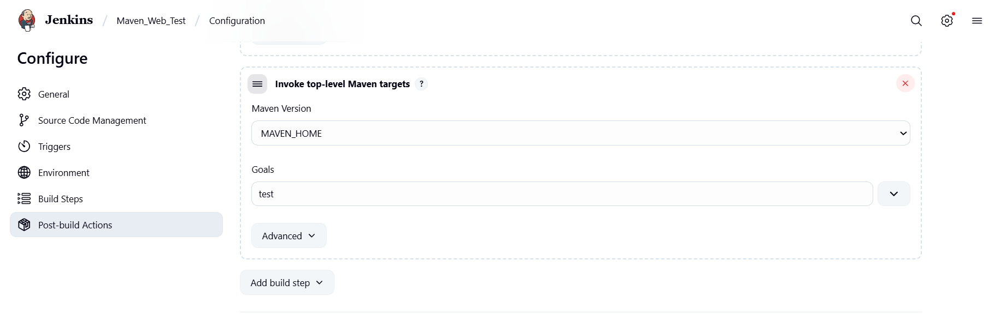 Jenkins / Maven_Web_Test / Configuration
Configure
General
Source Code Management
Triggers
Environment
Build Steps
Post-build Actions
Invoke top-level Maven targets ?
Maven Version
MAVEN_HOME
Goals
test
Advanced
Add build step